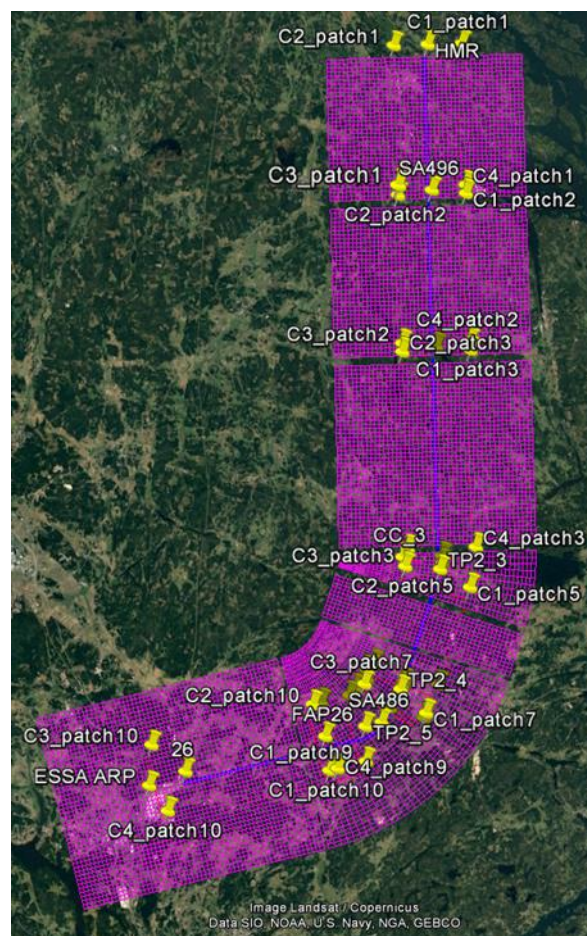 C1_patch1
C2_patch1
HMR
SA496
C3_patch1
C4_patch1
C2_patch2
C1_patch2
C4_patch2
C3_patch2
C2_patch3
C1_patch3
CC_3
C4_patch3
C3_patch3
TP2_3
C2_patch5
C1_patch5
C3_patch7
TP2_4
C2_patch10
SA486
FAP26
C1_patch7
TP2_5
C3_patch10
26
C1_patch9
C4_patch9
ESSA ARP
C1_patch10
C4_patch10
Image Landsat / Copernicus
Data SIO, NOAA, U.S. Navy, NGA, GEBCO